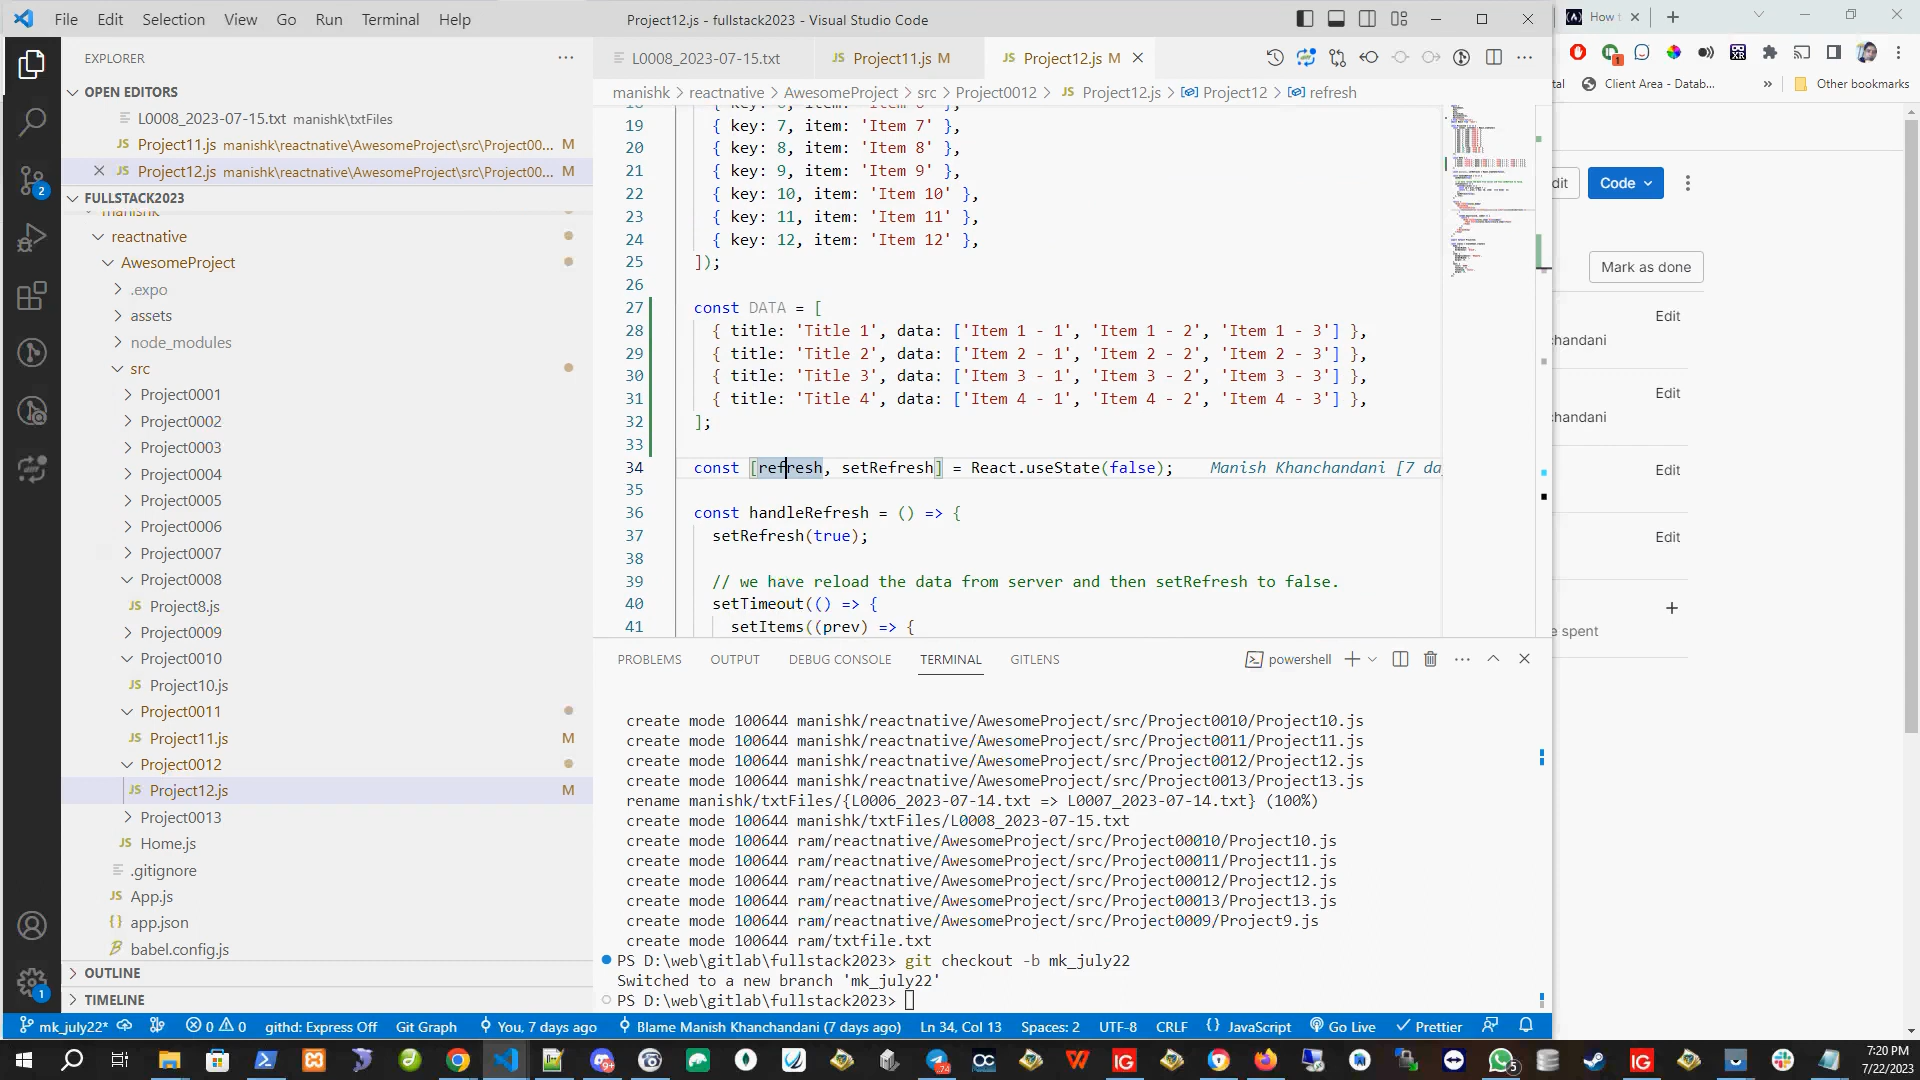 File Edit Selection View Go Run Terminal Help
Project12.js - fullstack2023 - Visual Studio Code
How
EXPLORER
L0008_2023-07-15.txt
Project11.js M
Project12.js M
Client Area - Datab...
Other bookmarks
OPEN EDITORS
manishk > reactnative > AwesomeProject > src > Project0012 > JS Project12.js > Project12 > refresh
L0008_2023-07-15.txt manishk\txtFiles
JS Project11.js manishk\reactnative\AwesomeProject\src\Project00... M
JS Project12.js manishk\reactnative\AwesomeProject\src\Project00... M
FULLSTACK2023
manishk
reactnative
AwesomeProject
.expo
assets
node_modules
src
Project0001
Project0002
Project0003
Project0004
Project0005
Project0006
Project0007
Project0008
JS Project8.js
Project0009
Project0010
JS Project10.js
Project0011
JS Project11.js M
Project0012
JS Project12.js M
Project0013
JS Home.js
.gitignore
JS App.js
{} app.json
babel.config.js
OUTLINE
TIMELINE
18 { key: 6, item: 'Item 6' },
19 { key: 7, item: 'Item 7' },
20 { key: 8, item: 'Item 8' },
21 { key: 9, item: 'Item 9' },
22 { key: 10, item: 'Item 10' },
23 { key: 11, item: 'Item 11' },
24 { key: 12, item: 'Item 12' },
25 ]);
26
27 const DATA = [
28 { title: 'Title 1', data: ['Item 1 - 1', 'Item 1 - 2', 'Item 1 - 3'] },
29 { title: 'Title 2', data: ['Item 2 - 1', 'Item 2 - 2', 'Item 2 - 3'] },
30 { title: 'Title 3', data: ['Item 3 - 1', 'Item 3 - 2', 'Item 3 - 3'] },
31 { title: 'Title 4', data: ['Item 4 - 1', 'Item 4 - 2', 'Item 4 - 3'] },
32 ];
33
34 const [refresh, setRefresh] = React.useState(false); Manish Khanchandani [7 da
35
36 const handleRefresh = () => {
37 setRefresh(true);
38
39 // we have reload the data from server and then setRefresh to false.
40 setTimeout(() => {
41 setItems((prev) => {
PROBLEMS OUTPUT DEBUG CONSOLE TERMINAL GITLENS
powershell
create mode 100644 manishk/reactnative/AwesomeProject/src/Project0010/Project10.js
create mode 100644 manishk/reactnative/AwesomeProject/src/Project0011/Project11.js
create mode 100644 manishk/reactnative/AwesomeProject/src/Project0012/Project12.js
create mode 100644 manishk/reactnative/AwesomeProject/src/Project0013/Project13.js
rename manishk/txtFiles/{L0006_2023-07-14.txt => L0007_2023-07-14.txt} (100%)
create mode 100644 manishk/txtFiles/L0008_2023-07-15.txt
create mode 100644 ram/reactnative/AwesomeProject/src/Project00010/Project10.js
create mode 100644 ram/reactnative/AwesomeProject/src/Project00011/Project11.js
create mode 100644 ram/reactnative/AwesomeProject/src/Project00012/Project12.js
create mode 100644 ram/reactnative/AwesomeProject/src/Project00013/Project13.js
create mode 100644 ram/reactnative/AwesomeProject/src/Project0009/Project9.js
create mode 100644 ram/txtfile.txt
PS D:\web\gitlab\fullstack2023> git checkout -b mk_july22
Switched to a new branch 'mk_july22'
PS D:\web\gitlab\fullstack2023>
dit
Code
Mark as done
Edit
handani
Edit
handani
Edit
Edit
e spent
2
1
mk_july22* 0 0 githd: Express Off Git Graph You, 7 days ago Blame Manish Khanchandani (7 days ago) Ln 34, Col 13 Spaces: 2 UTF-8 CRLF {} JavaScript Go Live Prettier
7:20 PM
7/22/2023